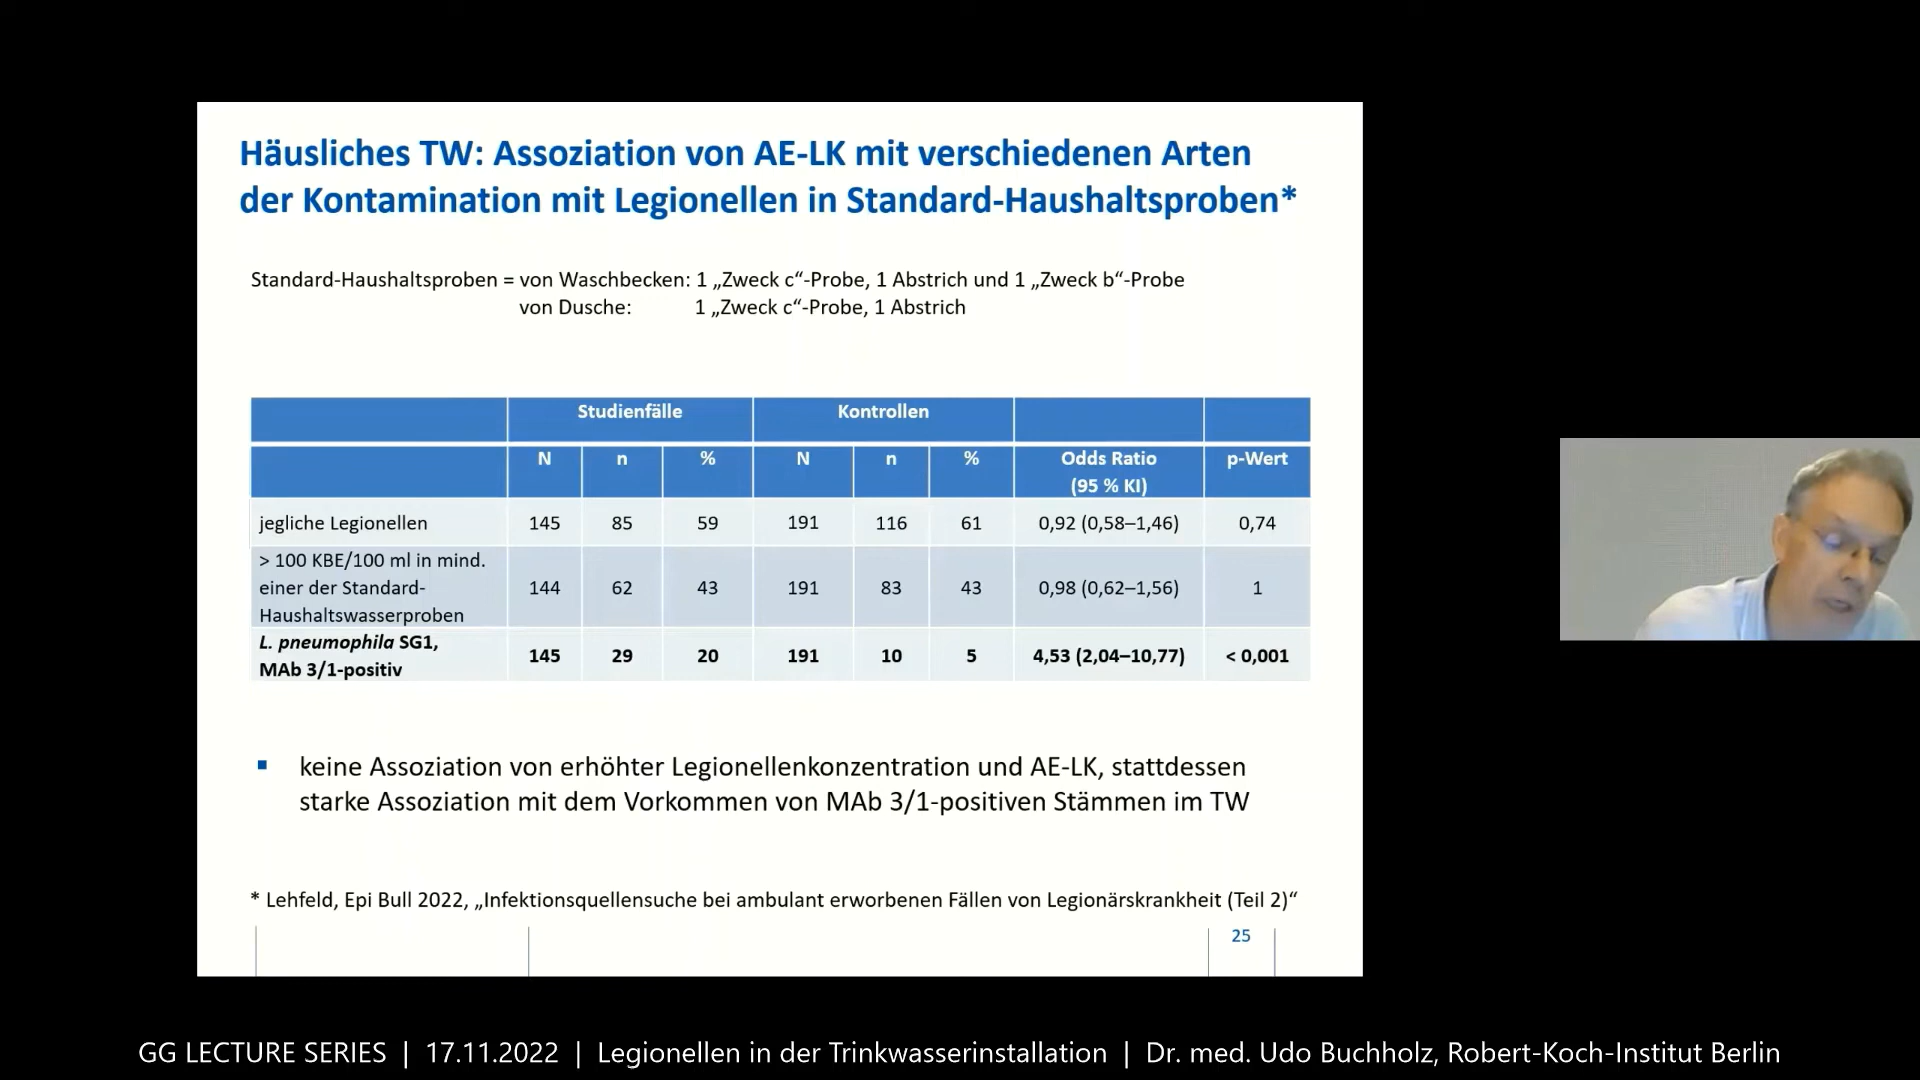 Häusliches TW: Assoziation von AE-LK mit verschiedenen Arten
der Kontamination mit Legionellen in Standard-Haushaltsproben*
Standard-Haushaltsproben = von Waschbecken: 1 „Zweck c“-Probe, 1 Abstrich und 1 „Zweck b“-Probe
von Dusche: 1 „Zweck c“-Probe, 1 Abstrich
Studienfälle Kontrollen
N n % N n % Odds Ratio p-Wert
(95 % KI)
jegliche Legionellen 145 85 59 191 116 61 0,92 (0,58–1,46) 0,74
> 100 KBE/100 ml in mind.
einer der Standard- 144 62 43 191 83 43 0,98 (0,62–1,56) 1
Haushaltswasserproben
L. pneumophila SG1,
MAb 3/1-positiv 145 29 20 191 10 5 4,53 (2,04–10,77) < 0,001
▪ keine Assoziation von erhöhter Legionellenkonzentration und AE-LK, stattdessen
starke Assoziation mit dem Vorkommen von MAb 3/1-positiven Stämmen im TW
* Lehfeld, Epi Bull 2022, „Infektionsquellensuche bei ambulant erworbenen Fällen von Legionärskrankheit (Teil 2)“
25
GG LECTURE SERIES | 17.11.2022 | Legionellen in der Trinkwasserinstallation | Dr. med. Udo Buchholz, Robert-Koch-Institut Berlin